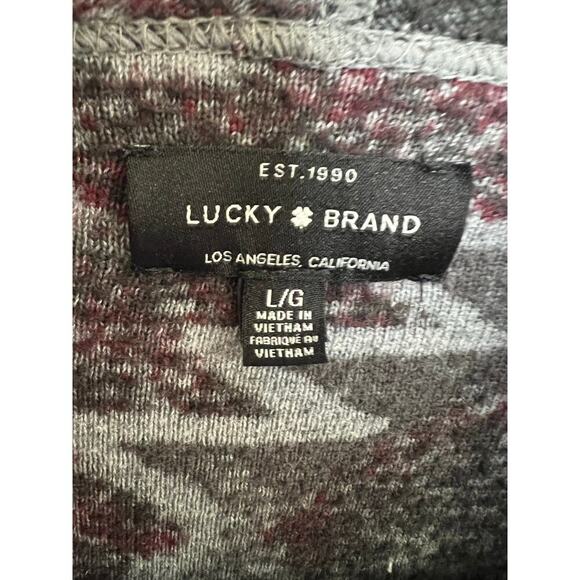 EST.1990
LUCKY BRAND
LOS ANGELES, CALIFORNIA
L/G
MADE IN
VIETNAM
FABRIQUÉ AU
VIETNAM